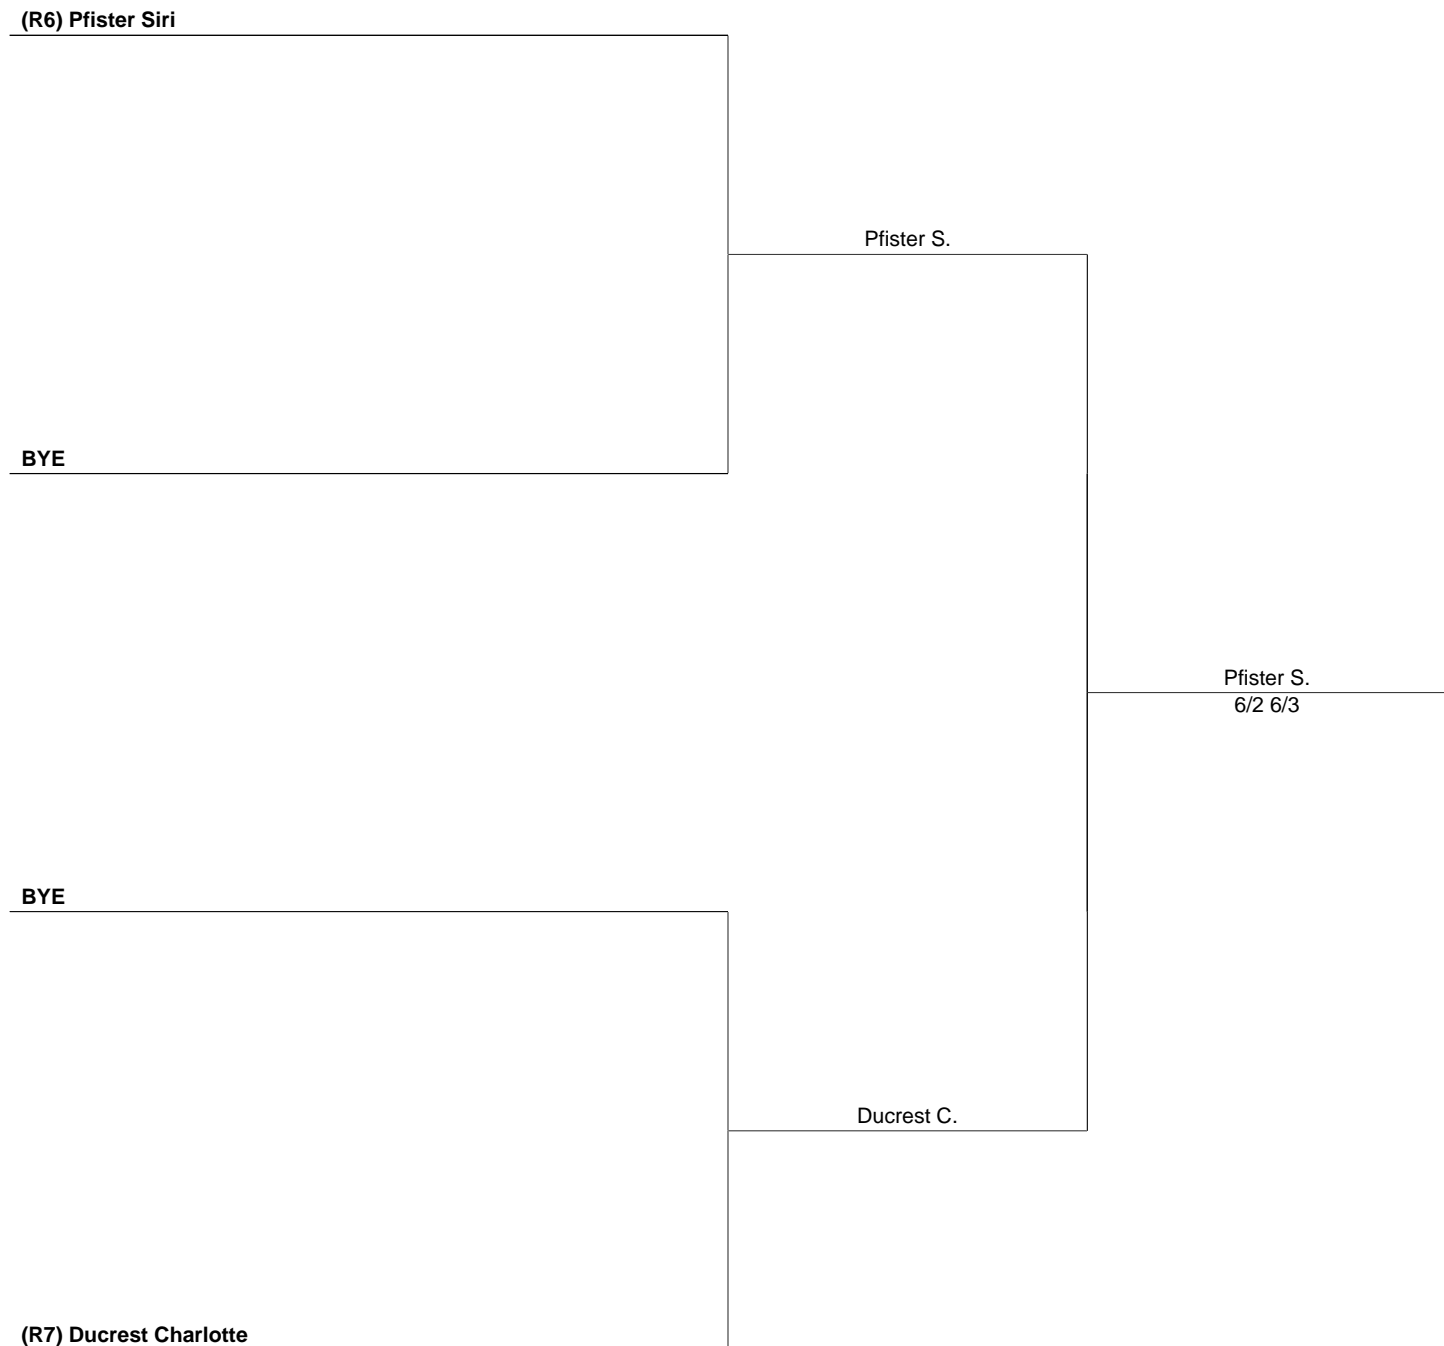 (R6) Pfister Siri
Pfister S.
BYE
Pfister S.
6/2 6/3
BYE
Ducrest C.
(R7) Ducrest Charlotte